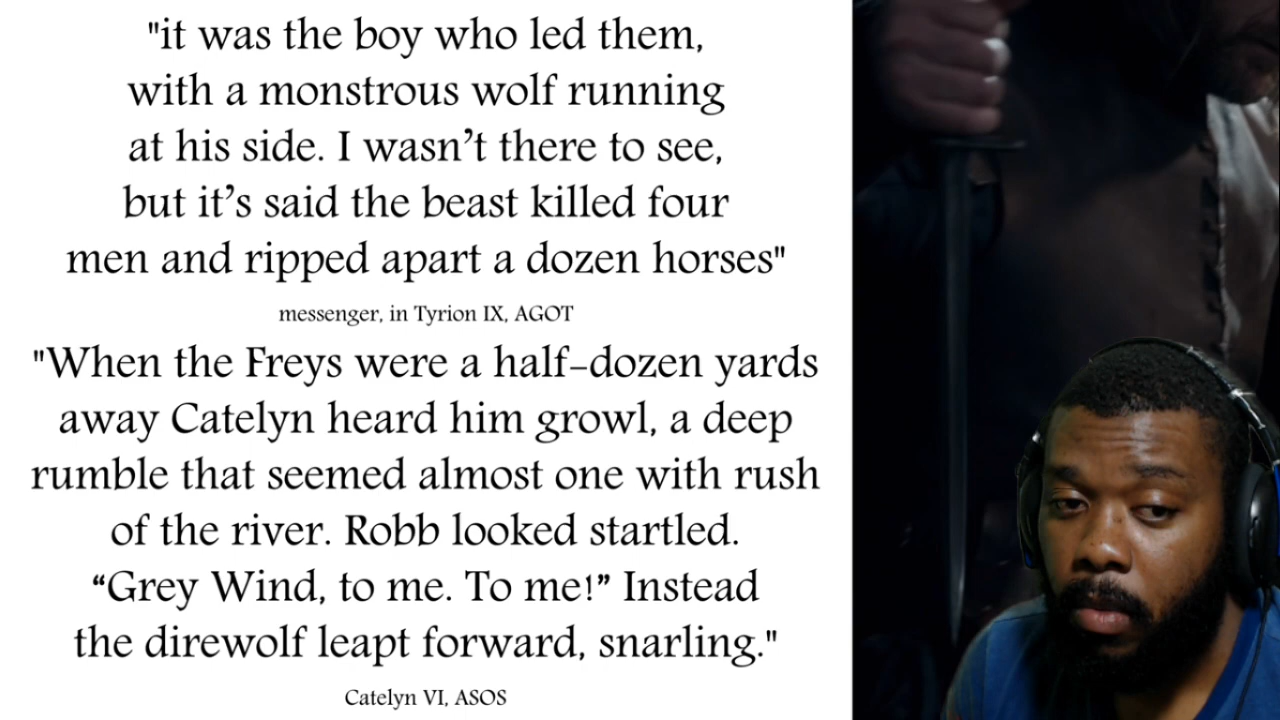 "it was the boy who led them,
with a monstrous wolf running
at his side. I wasn’t there to see,
but it’s said the beast killed four
men and ripped apart a dozen horses"
messenger, in Tyrion IX, AGOT
"When the Freys were a half-dozen yards
away Catelyn heard him growl, a deep
rumble that seemed almost one with rush
of the river. Robb looked startled.
“Grey Wind, to me. To me!” Instead
the direwolf leapt forward, snarling."
Catelyn VI, ASOS